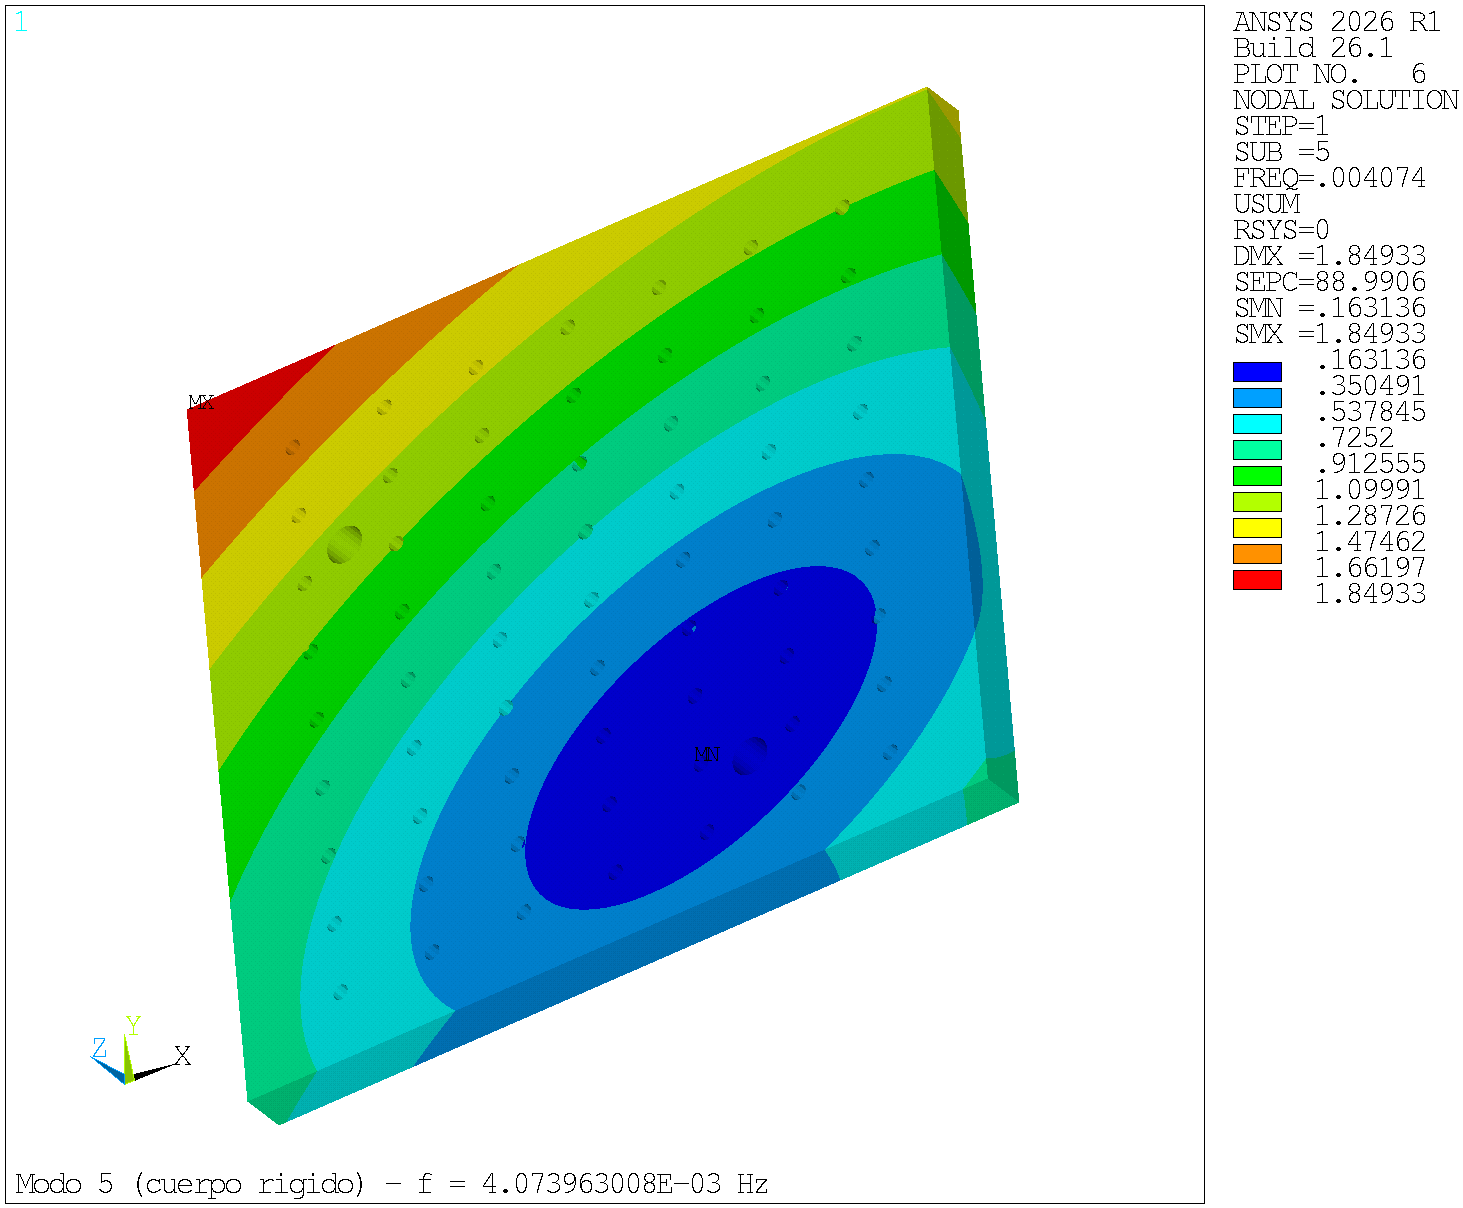 1
ANSYS 2026 R1
Build 26.1
PLOT NO.   6
NODAL SOLUTION
STEP=1
SUB =5
FREQ=.004074
USUM
RSYS=0
DMX =1.84933
SEPC=88.9906
SMN =.163136
SMX =1.84933
.163136
.350491
.537845
.7252
.912555
1.09991
1.28726
1.47462
1.66197
1.84933
MX
MN
Y
Z
X
Modo 5 (cuerpo rigido) - f = 4.073963008E-03 Hz